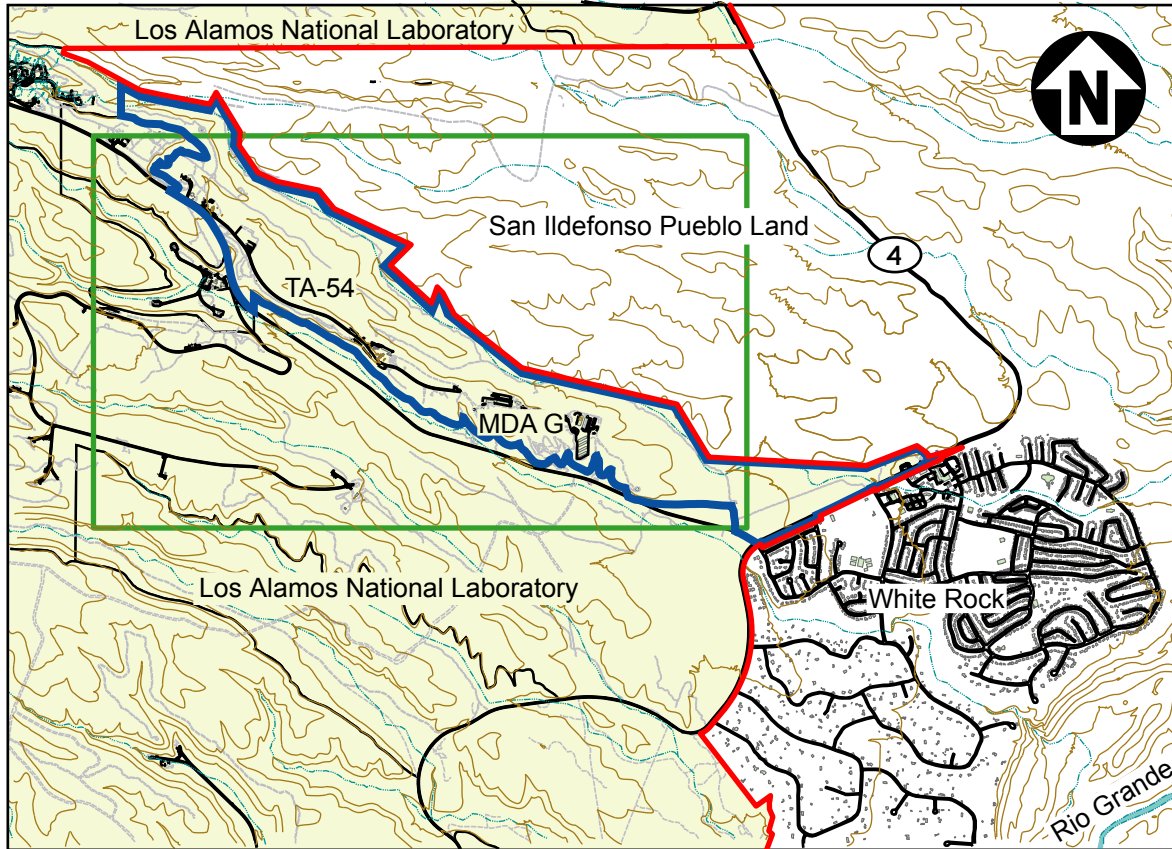 Los Alamos National Laboratory
N
San Ildefonso Pueblo Land
4
TA-54
MDA G
Los Alamos National Laboratory
White Rock
Rio Grande